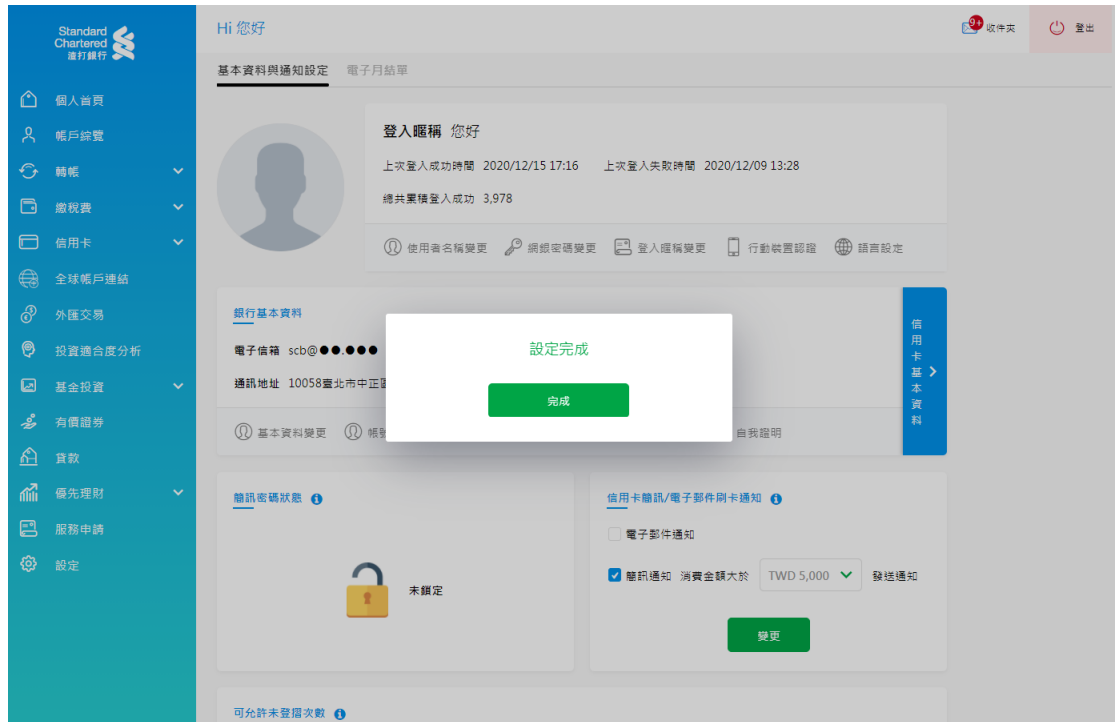 Standard
Chartered
渣打銀行
Hi 您好
9+
收件夾
登出
基本資料與通知設定 電子月結單
個人首頁
帳戶綜覽
轉帳
繳稅費
信用卡
全球帳戶連結
外匯交易
投資適合度分析
基金投資
有價證券
貸款
優先理財
服務申請
設定
登入暱稱 您好
上次登入成功時間 2020/12/15 17:16 上次登入失敗時間 2020/12/09 13:28
總共累積登入成功 3,978
使用者名稱變更 網銀密碼變更 登入暱稱變更 行動裝置認證 語言設定
銀行基本資料
電子信箱 scb@●●.●●●
通訊地址 10058臺北市中正
基本資料變更 帳
自我證明
信用卡基本資料
設定完成
完成
簡訊密碼狀態
未鎖定
信用卡簡訊/電子郵件刷卡通知
電子郵件通知
簡訊通知 消費金額大於 TWD 5,000 發送通知
變更
可允許未登摺次數